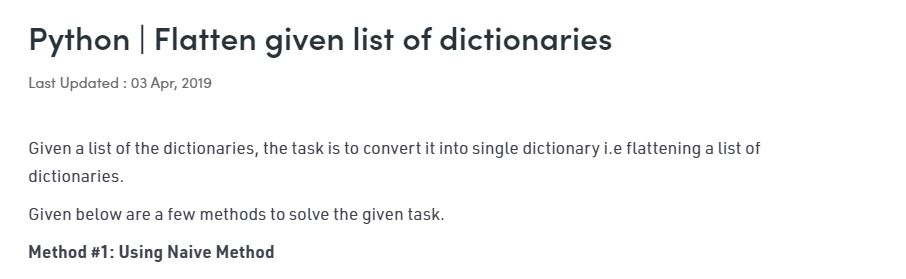 Python | Flatten given list of dictionaries
Last Updated : 03 Apr, 2019
Given a list of the dictionaries, the task is to convert it into single dictionary i.e flattening a list of
dictionaries.
Given below are a few methods to solve the given task.
Method #1: Using Naive Method